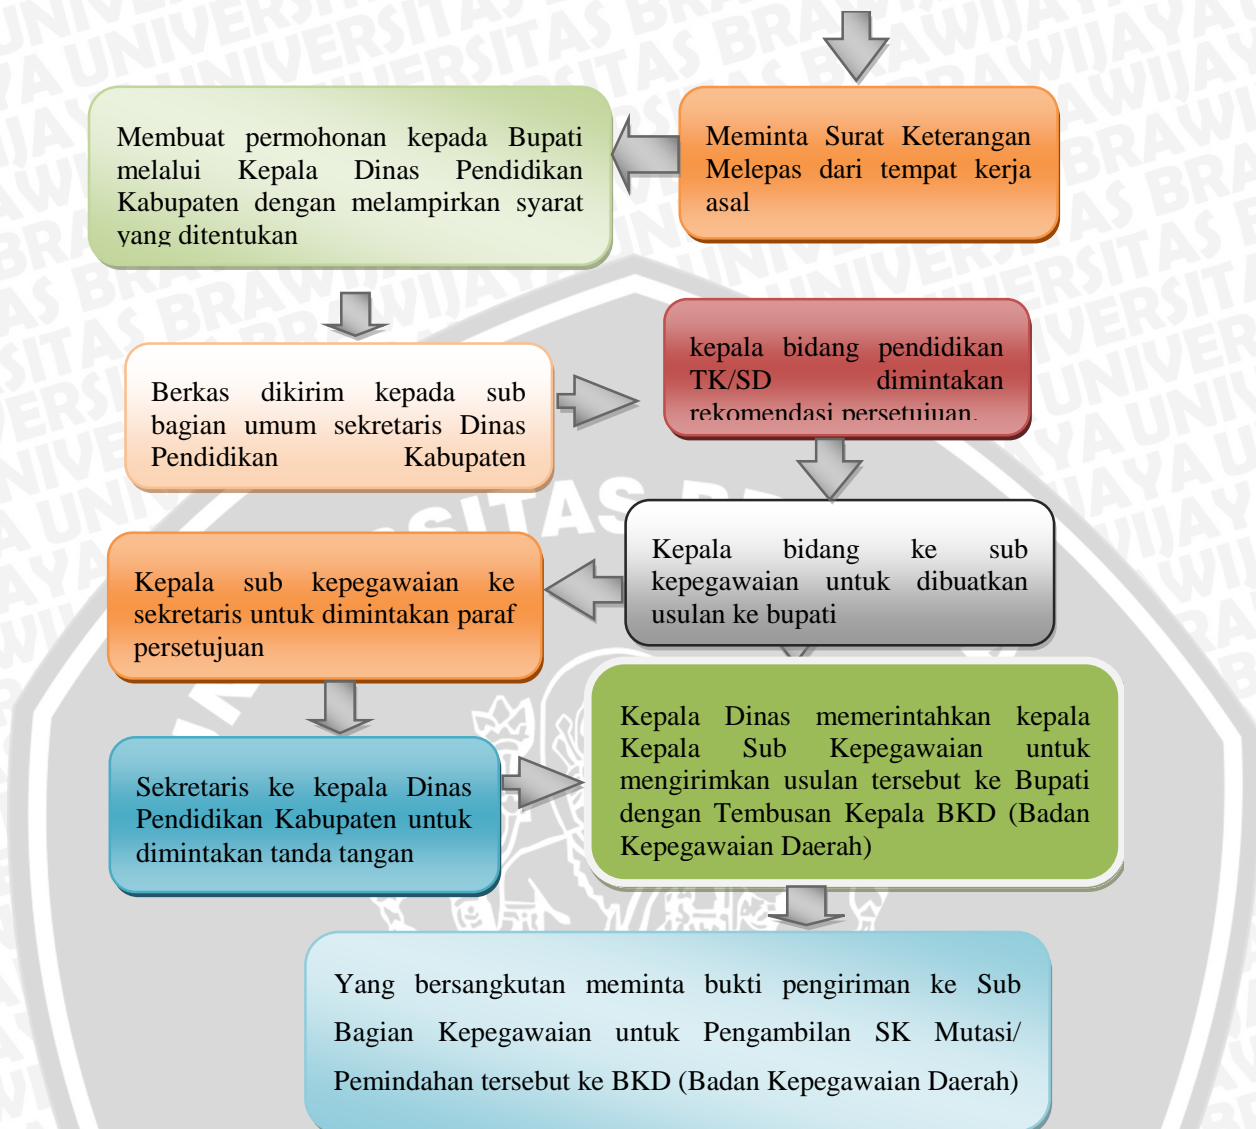 Meminta Surat Keterangan
Melepas dari tempat kerja
asal
Membuat permohonan kepada Bupati
melalui Kepala Dinas Pendidikan
Kabupaten dengan melampirkan syarat
yang ditentukan
Berkas dikirim kepada sub
bagian umum sekretaris Dinas
Pendidikan Kabupaten
kepala bidang pendidikan
TK/SD dimintakan
rekomendasi persetujuan.
Kepala bidang ke sub
kepegawaian untuk dibuatkan
usulan ke bupati
Kepala sub kepegawaian ke
sekretaris untuk dimintakan paraf
persetujuan
Sekretaris ke kepala Dinas
Pendidikan Kabupaten untuk
dimintakan tanda tangan
Kepala Dinas memerintahkan kepala
Kepala Sub Kepegawaian untuk
mengirimkan usulan tersebut ke Bupati
dengan Tembusan Kepala BKD (Badan
Kepegawaian Daerah)
Yang bersangkutan meminta bukti pengiriman ke Sub
Bagian Kepegawaian untuk Pengambilan SK Mutasi/
Pemindahan tersebut ke BKD (Badan Kepegawaian Daerah)